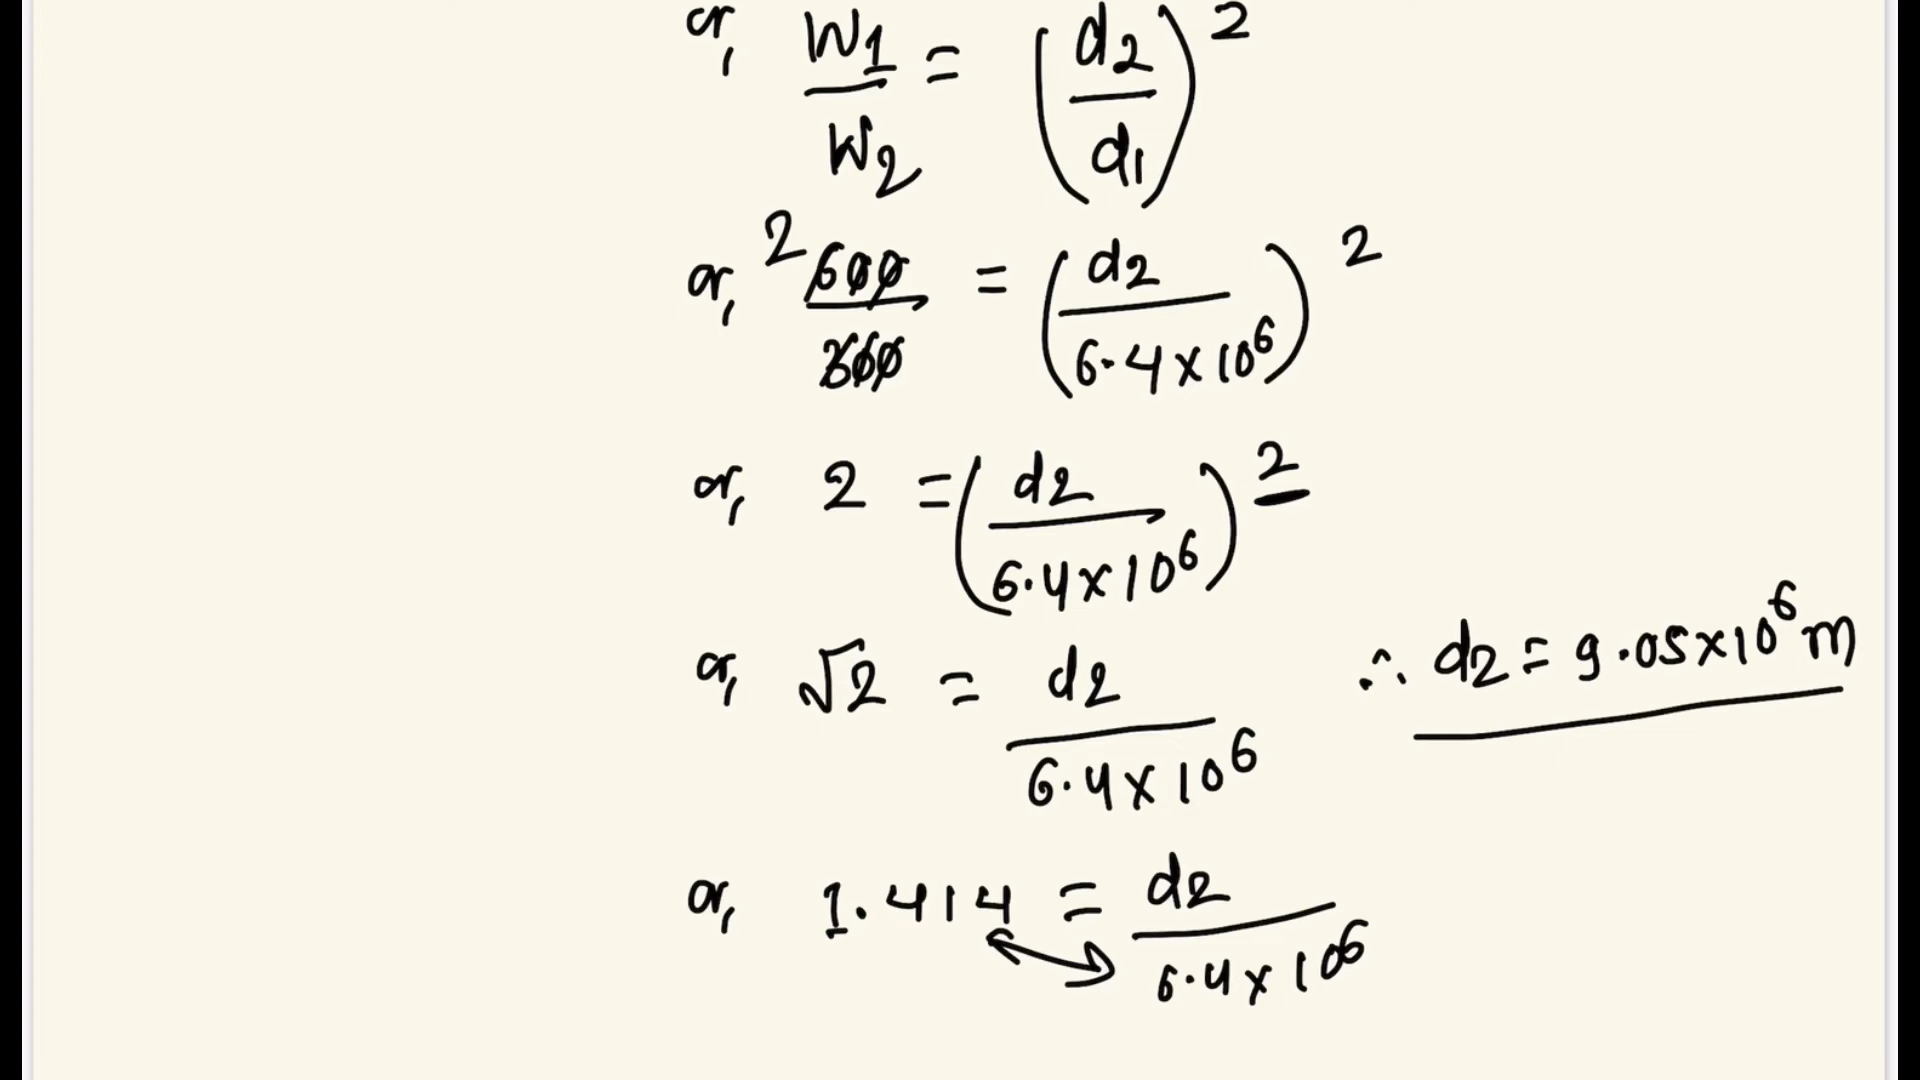 or, W1/W2 = (d2/d1)^2
or, 2 600/300 = (d2/6.4×10^6)^2
or, 2 = (d2/6.4×10^6)^2
or, √2 = d2/6.4×10^6
∴ d2 = 9.05×10^6 m
or, 1.414 = d2/6.4×10^6